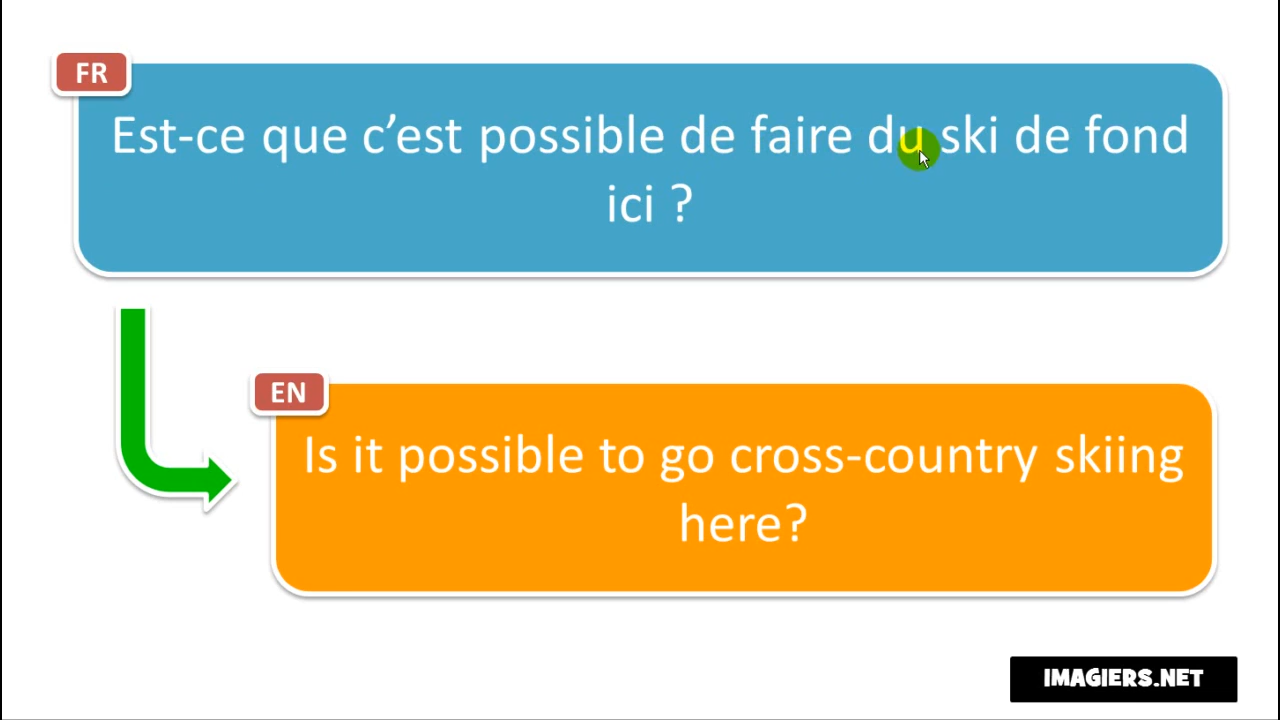 FR
Est-ce que c’est possible de faire du ski de fond
ici ?
EN
Is it possible to go cross-country skiing
here?
IMAGIERS.NET